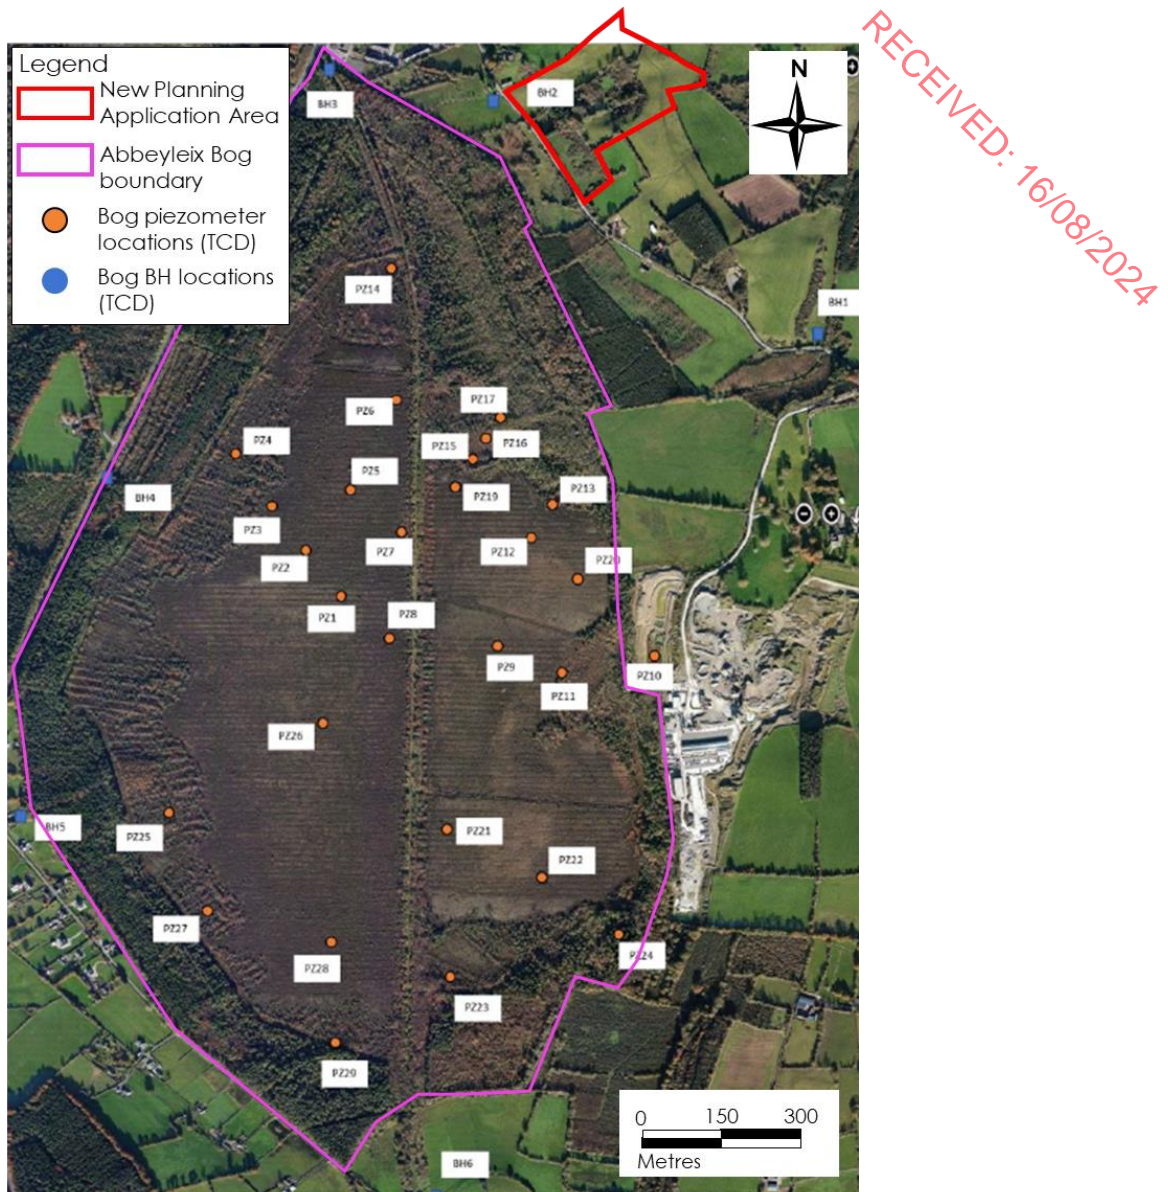 Legend
New Planning
Application Area
Abbeyleix Bog
boundary
Bog piezometer
locations (TCD)
Bog BH locations
(TCD)
N
RECEIVED: 16/08/2024
BH3
BH2
BH1
PZ14
PZ6
PZ17
PZ4
PZ15
PZ16
PZ5
BH4
PZ19
PZ13
PZ3
PZ7
PZ12
PZ2
PZ20
PZ1
PZ8
PZ9
PZ10
PZ11
PZ26
BH5
PZ25
PZ21
PZ22
PZ27
PZ24
PZ28
PZ23
PZ29
BH6
0 150 300
Metres